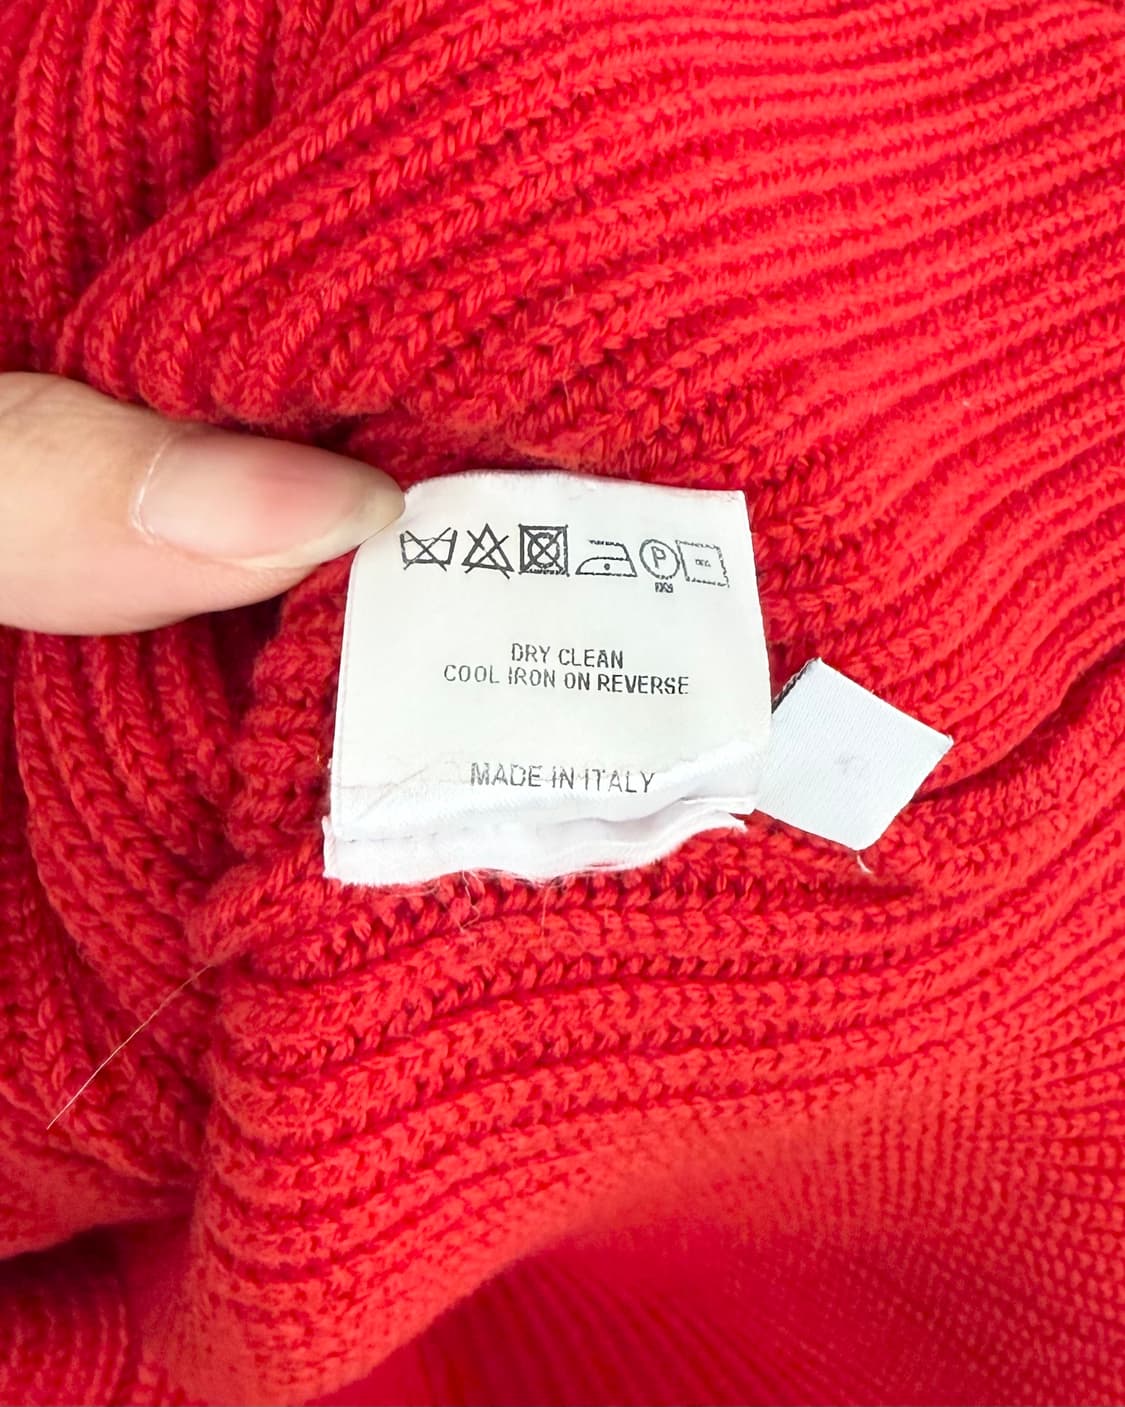 P
DRY CLEAN
COOL IRON ON REVERSE
MADE IN ITALY